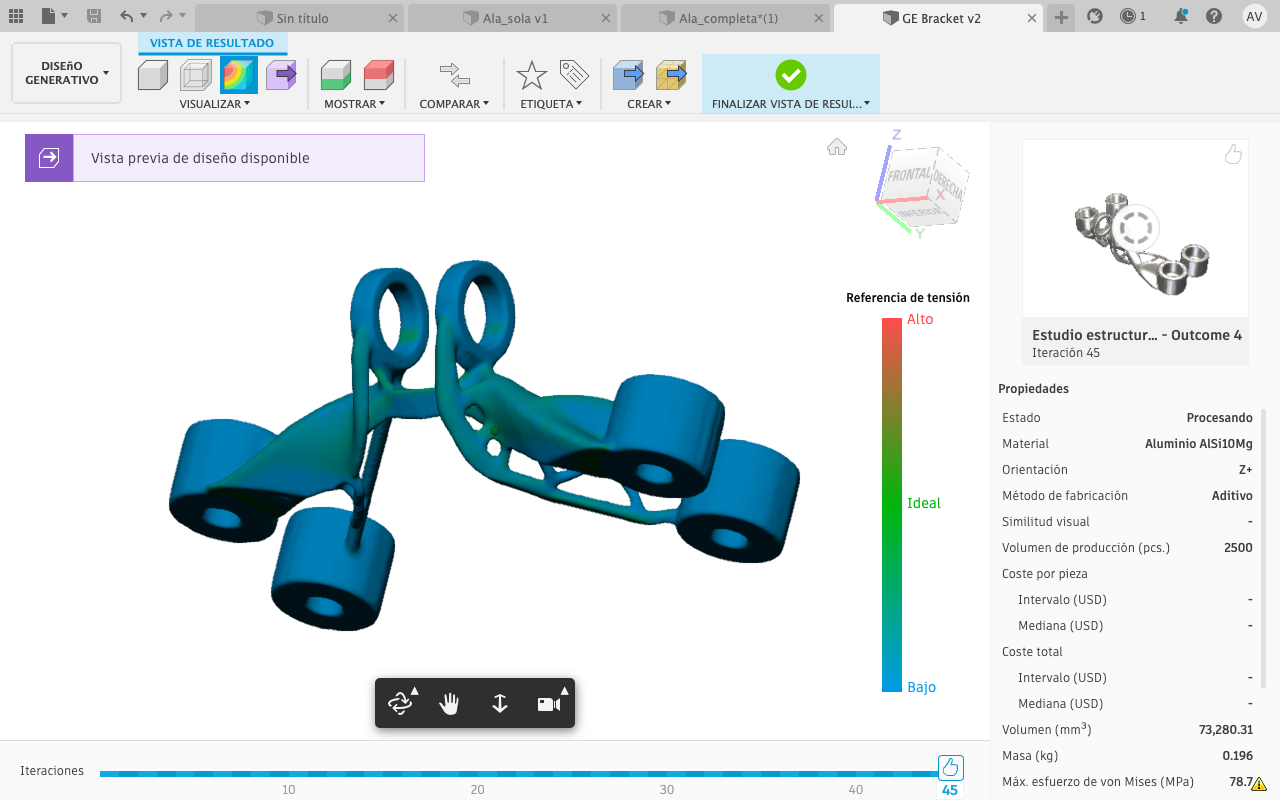 Sin título
Ala_sola v1
Ala_completa*(1)
GE Bracket v2
1
AV
VISTA DE RESULTADO
DISEñO
GENERATIVO
VISUALIZAR
MOSTRAR
COMPARAR
ETIQUETA
CREAR
FINALIZAR VISTA DE RESUL...
Vista previa de diseño disponible
Z
FRONTAL
DERECHA
X
INFERIOR
Y
Referencia de tensión
Alto
Ideal
Bajo
Estudio estructur... - Outcome 4
Iteración 45
Propiedades
Estado Procesando
Material Aluminio AlSi10Mg
Orientación Z+
Método de fabricación Aditivo
Similitud visual -
Volumen de producción (pcs.) 2500
Coste por pieza
Intervalo (USD) -
Mediana (USD) -
Coste total
Intervalo (USD) -
Mediana (USD) -
Volumen (mm³) 73,280.31
Masa (kg) 0.196
Máx. esfuerzo de von Mises (MPa) 78.7
Iteraciones
10 20 30 40 45